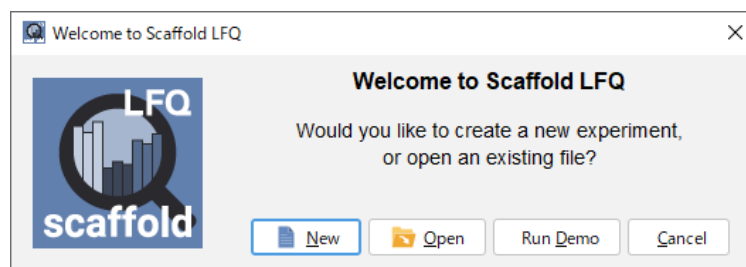 Welcome to Scaffold LFQ
LFQ
scaffold
Welcome to Scaffold LFQ
Would you like to create a new experiment,
or open an existing file?
New Open Run Demo Cancel